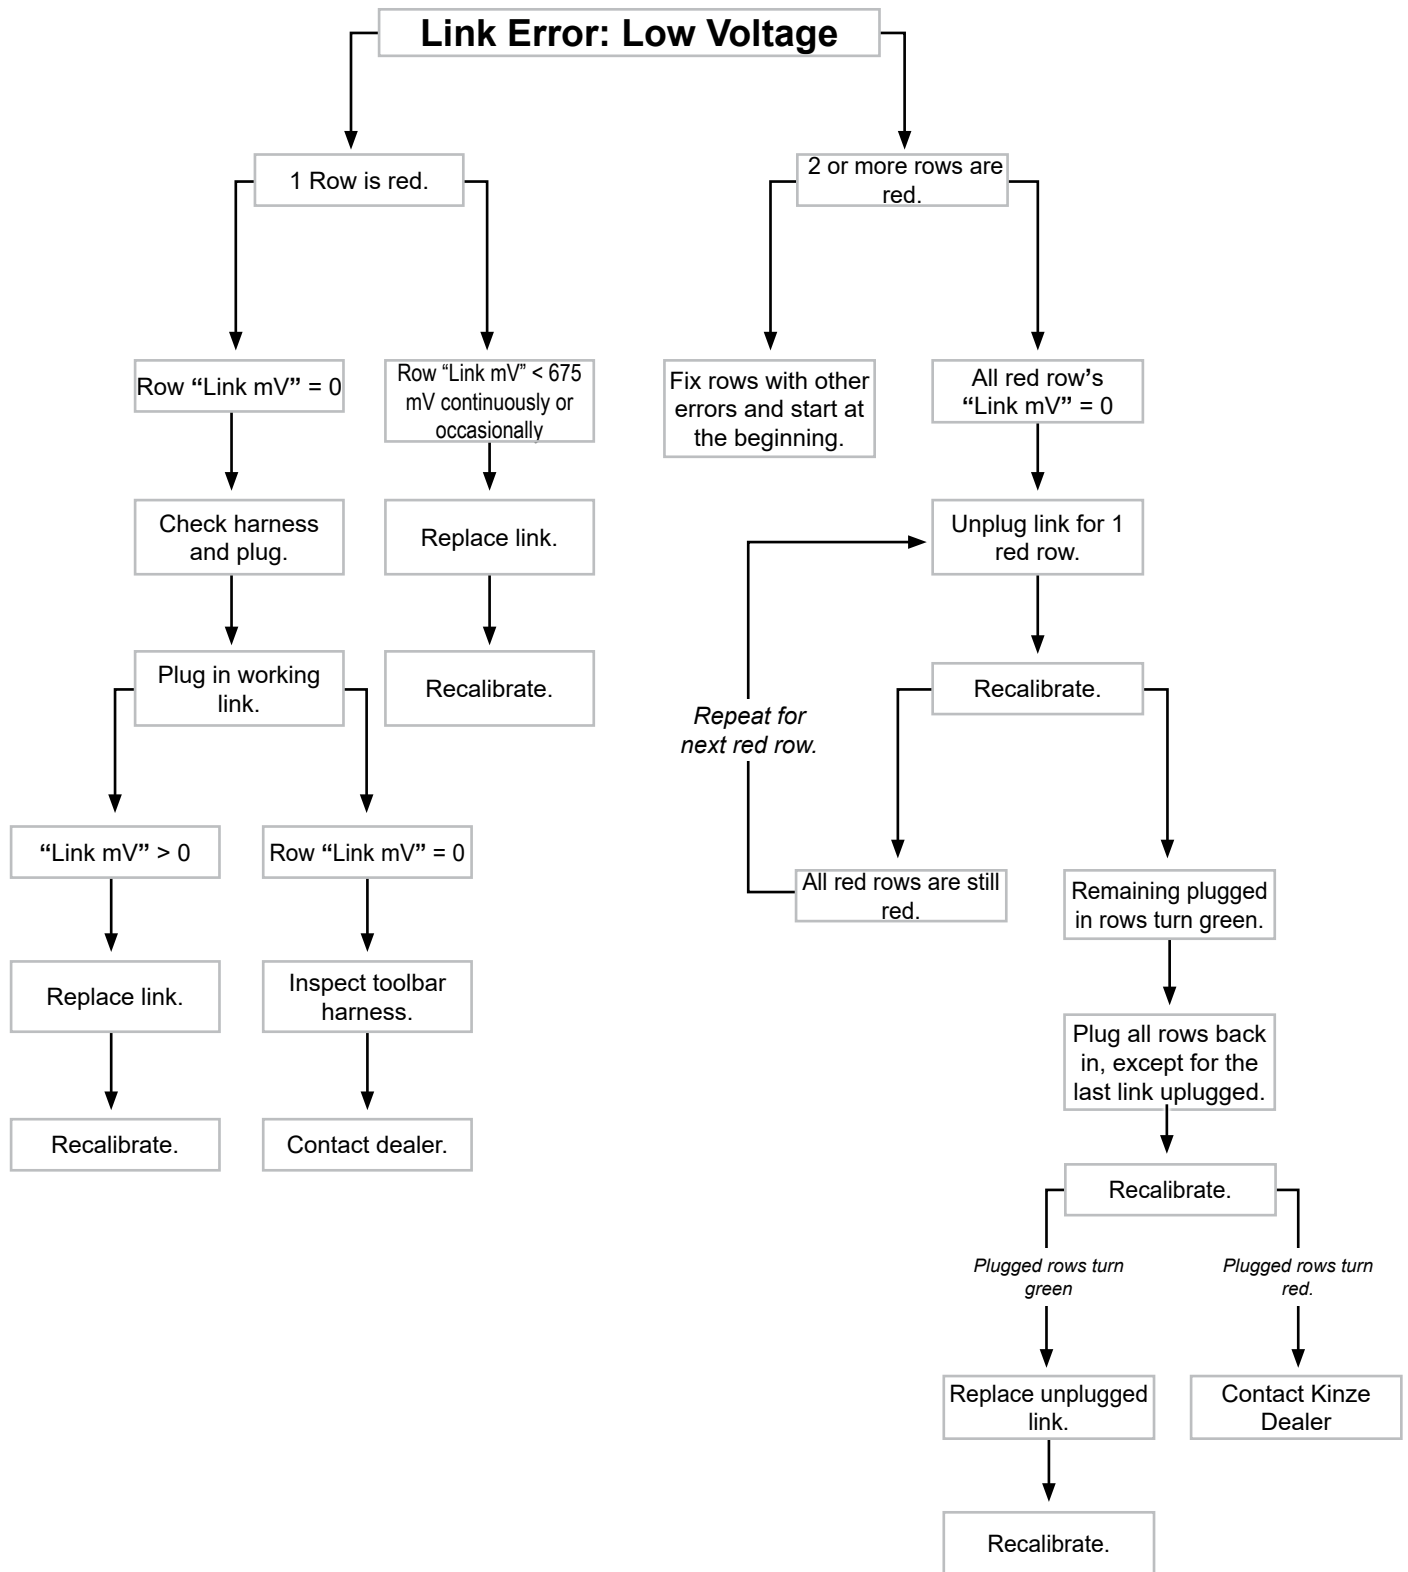 Link Error: Low Voltage
1 Row is red.
2 or more rows are
red.
Row “Link mV” = 0
Row “Link mV” < 675
mV continuously or
occasionally
Fix rows with other
errors and start at
the beginning.
All red row’s
“Link mV” = 0
Check harness
and plug.
Replace link.
Unplug link for 1
red row.
Plug in working
link.
Recalibrate.
Recalibrate.
Repeat for
next red row.
“Link mV” > 0
Row “Link mV” = 0
All red rows are still
red.
Remaining plugged
in rows turn green.
Replace link.
Inspect toolbar
harness.
Plug all rows back
in, except for the
last link uplugged.
Recalibrate.
Contact dealer.
Recalibrate.
Plugged rows turn
green
Plugged rows turn
red.
Replace unplugged
link.
Contact Kinze
Dealer
Recalibrate.